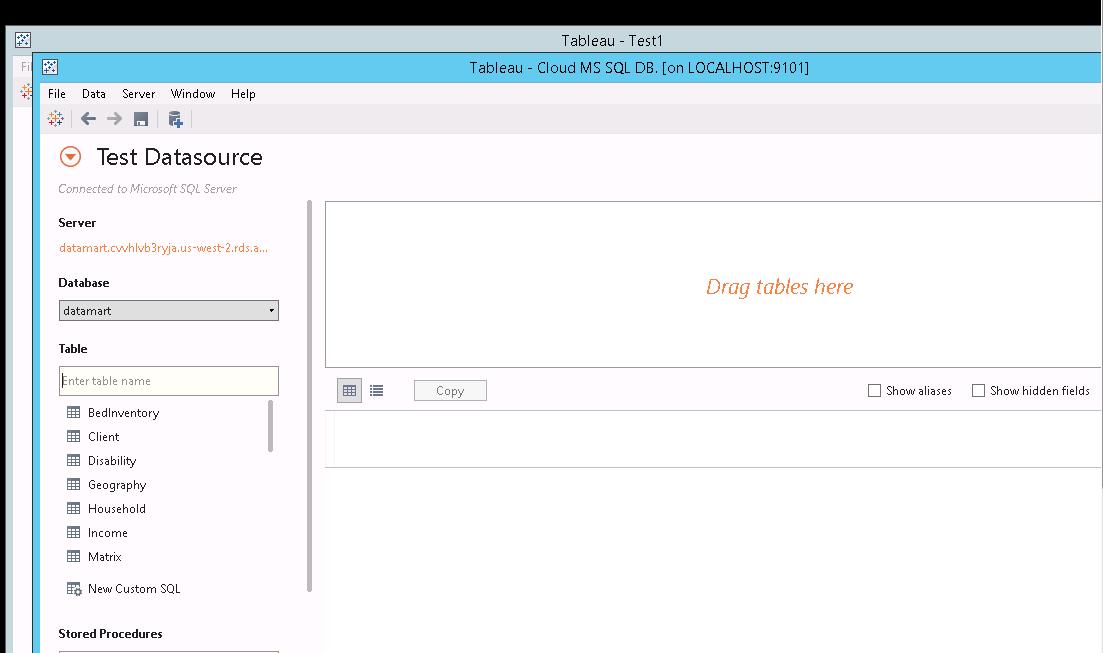 Tableau - Test1
Tableau - Cloud MS SQL DB. [on LOCALHOST:9101]
File Data Server Window Help
Test Datasource
Connected to Microsoft SQL Server
Server
datamart.cvvhlvb3ryja.us-west-2.rds.a...
Database
datamart
Table
Enter table name
BedInventory
Client
Disability
Geography
Household
Income
Matrix
New Custom SQL
Stored Procedures
Drag tables here
Copy
Show aliases
Show hidden fields